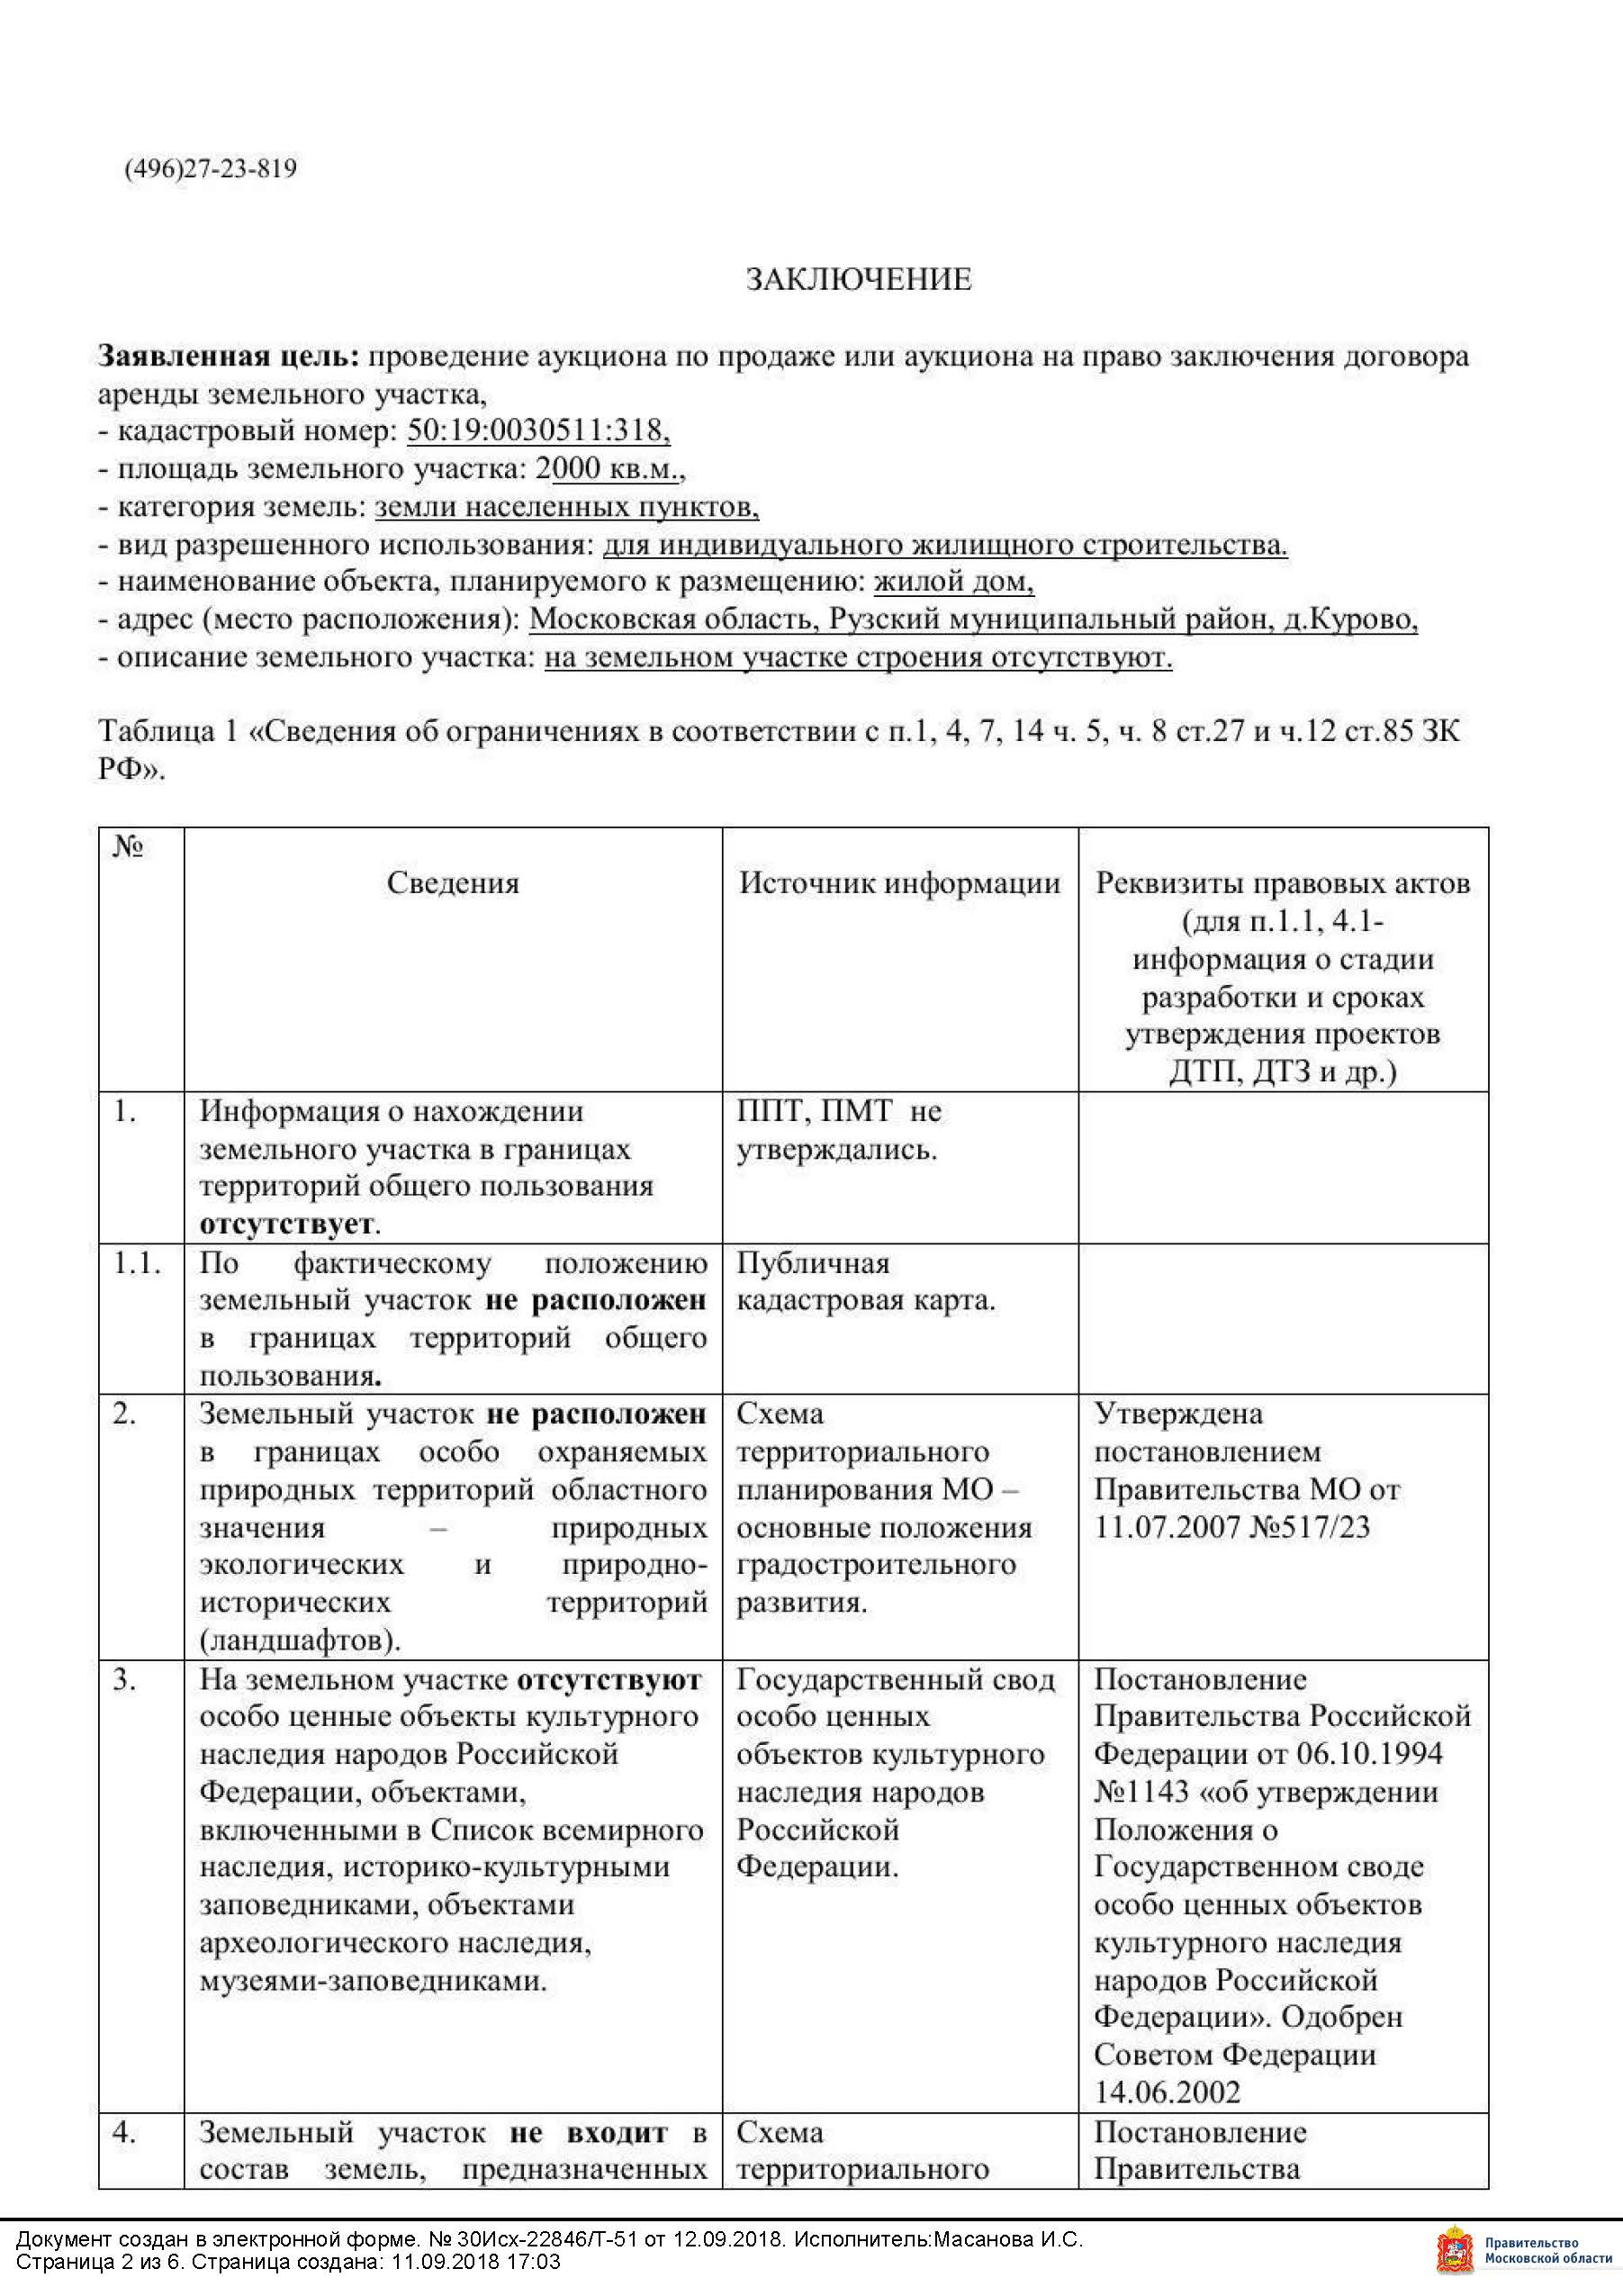 (496)27-23-819
ЗАКЛЮЧЕНИЕ
Заявленная цель: проведение аукциона по продаже или аукциона на право заключения договора
аренды земельного участка,
- кадастровый номер: 50:19:0030511:318,
- площадь земельного участка: 2000 кв.м.,
- категория земель: земли населенных пунктов,
- вид разрешенного использования: для индивидуального жилищного строительства.
- наименование объекта, планируемого к размещению: жилой дом,
- адрес (место расположения): Московская область, Рузский муниципальный район, д.Курово,
- описание земельного участка: на земельном участке строения отсутствуют.
Таблица 1 «Сведения об ограничениях в соответствии с п.1, 4, 7, 14 ч. 5, ч. 8 ст.27 и ч.12 ст.85 ЗК
РФ».
№
Сведения
Источник информации
Реквизиты правовых актов
(для п.1.1, 4.1-
информация о стадии
разработки и сроках
утверждения проектов
ДТП, ДТЗ и др.)
1.
Информация о нахождении
земельного участка в границах
территорий общего пользования
отсутствует.
ППТ, ПМТ не
утверждались.
1.1.
По фактическому положению
земельный участок не расположен
в границах территорий общего
пользования.
Публичная
кадастровая карта.
2.
Земельный участок не расположен
в границах особо охраняемых
природных территорий областного
значения – природных
экологических и природно-
исторических территорий
(ландшафтов).
Схема
территориального
планирования МО –
основные положения
градостроительного
развития.
Утверждена
постановлением
Правительства МО от
11.07.2007 №517/23
3.
На земельном участке отсутствуют
особо ценные объекты культурного
наследия народов Российской
Федерации, объектами,
включенными в Список всемирного
наследия, историко-культурными
заповедниками, объектами
археологического наследия,
музеями-заповедниками.
Государственный свод
особо ценных
объектов культурного
наследия народов
Российской
Федерации.
Постановление
Правительства Российской
Федерации от 06.10.1994
№1143 «об утверждении
Положения о
Государственном своде
особо ценных объектов
культурного наследия
народов Российской
Федерации». Одобрен
Советом Федерации
14.06.2002
4.
Земельный участок не входит в
состав земель, предназначенных
Схема
территориального
Постановление
Правительства
Документ создан в электронной форме. № 30Исх-22846/Т-51 от 12.09.2018. Исполнитель:Масанова И.С.
Страница 2 из 6. Страница создана: 11.09.2018 17:03
Правительство
Московской области